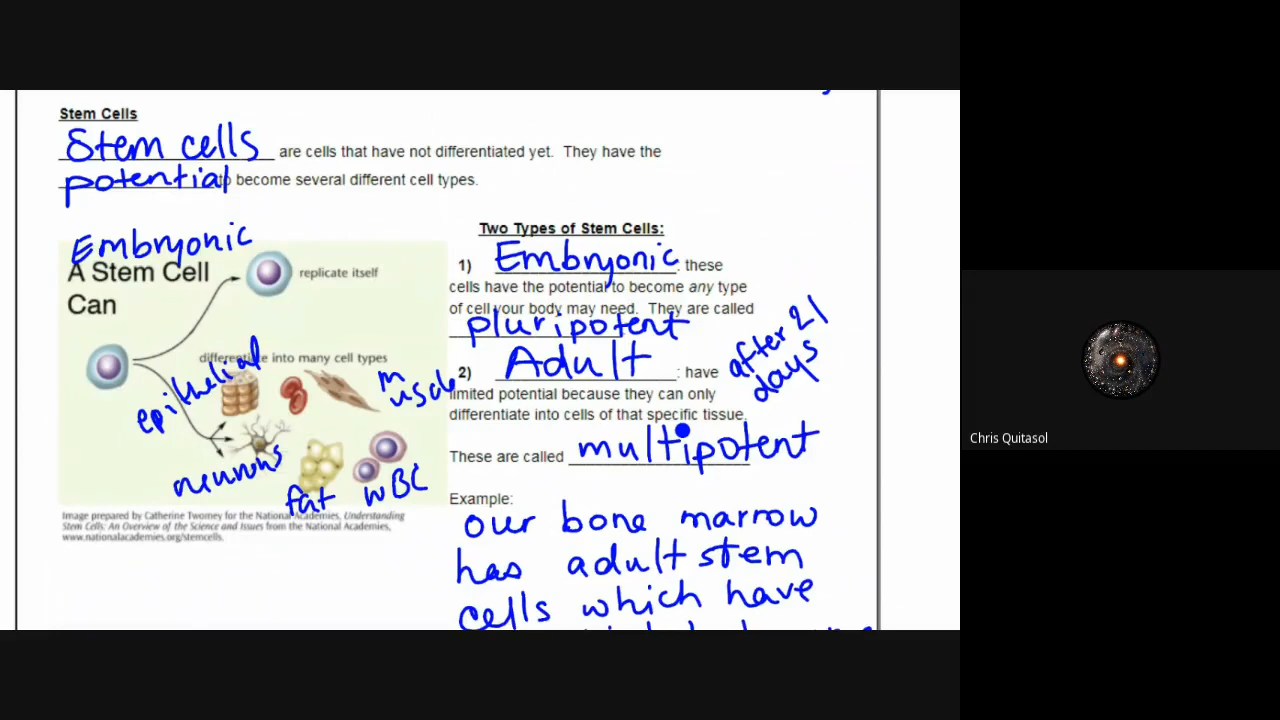 Stem Cells
Stem cells are cells that have not differentiated yet. They have the
potential to become several different cell types.
Embryonic
A Stem Cell
Can
replicate itself
differentiate into many cell types
epithelial
muscle
neurons
fat
WBC
Image prepared by Catherine Twomey for the National Academies, Understanding
Stem Cells: An Overview of the Science and Issues from the National Academies,
www.nationalacademies.org/stemcells.
Two Types of Stem Cells:
1) Embryonic : these
cells have the potential to become any type
of cell your body may need. They are called
pluripotent
2) Adult : have
after 21
days
limited potential because they can only
differentiate into cells of that specific tissue.
These are called multipotent
Example:
our bone marrow
has adult stem
cells which have
Chris Quitasol